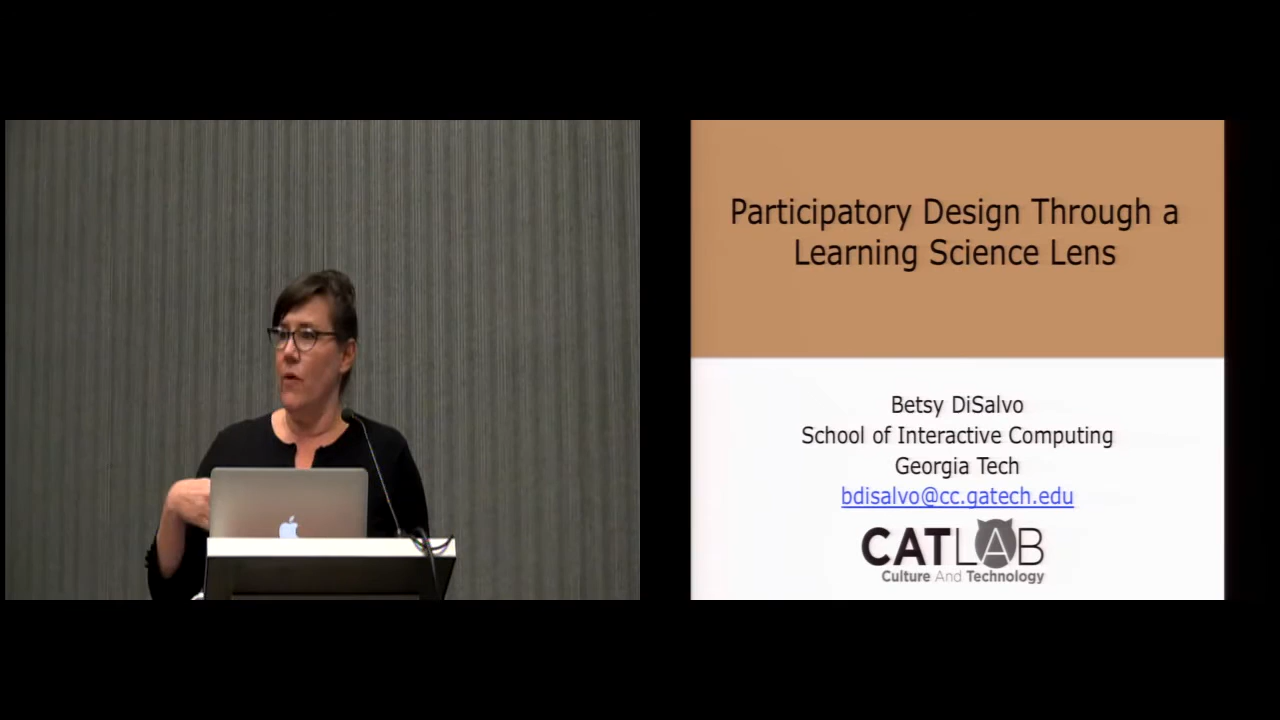 Participatory Design Through a
Learning Science Lens
Betsy DiSalvo
School of Interactive Computing
Georgia Tech
bdisalvo@cc.gatech.edu
CATLAB
Culture And Technology